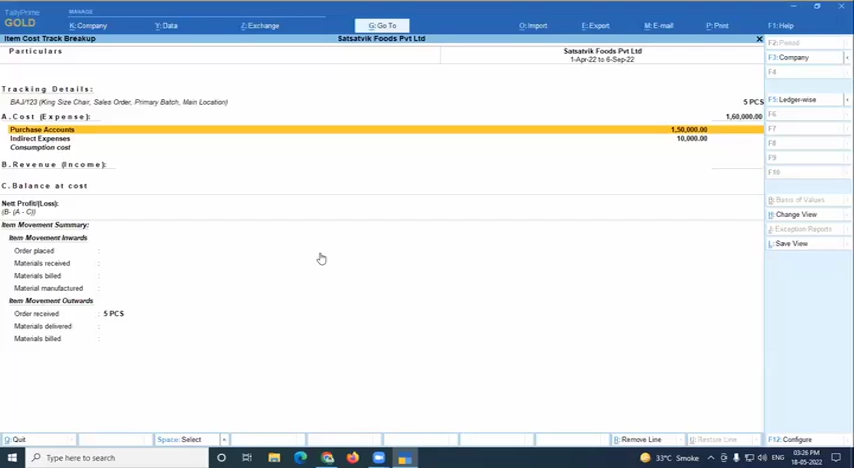 TallyPrime MANAGE
GOLD
K: Company Y: Data Z: Exchange G: Go To O: Import E: Export M: E-mail P: Print F1: Help
Item Cost Track Breakup Satsatvik Foods Pvt Ltd
Particulars Satsatvik Foods Pvt Ltd
1-Apr-22 to 6-Sep-22
Tracking Details:
BAJ/123 (King Size Chair, Sales Order, Primary Batch, Main Location) 5 PCS
A. Cost (Expense): 1,60,000.00
Purchase Accounts 1,50,000.00
Indirect Expenses 10,000.00
Consumption cost
B. Revenue (Income):
C. Balance at cost
Nett Profit/(Loss):
(B- (A - C))
Item Movement Summary:
Item Movement Inwards
Order placed :
Materials received :
Materials billed :
Material manufactured :
Item Movement Outwards
Order received : 5 PCS
Materials delivered :
Materials billed :
F2: Period
F3: Company
F4
F5: Ledger-wise
F6
F7
F8
F9
F10
B: Basis of Values
H: Change View
J: Exception Reports
L: Save View
Q: Quit Space: Select R: Remove Line U: Restore Line F12: Configure
Type here to search 33°C Smoke ENG 03:26 PM
18-05-2022